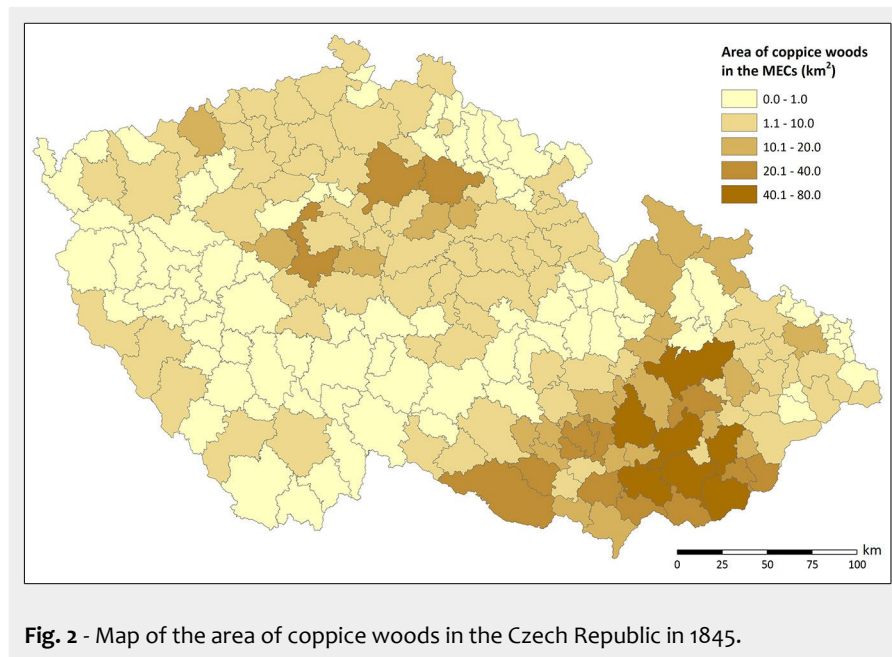 Area of coppice woods
in the MECs (km²)
0.0 - 1.0
1.1 - 10.0
10.1 - 20.0
20.1 - 40.0
40.1 - 80.0
km
0 25 50 75 100
Fig. 2 - Map of the area of coppice woods in the Czech Republic in 1845.